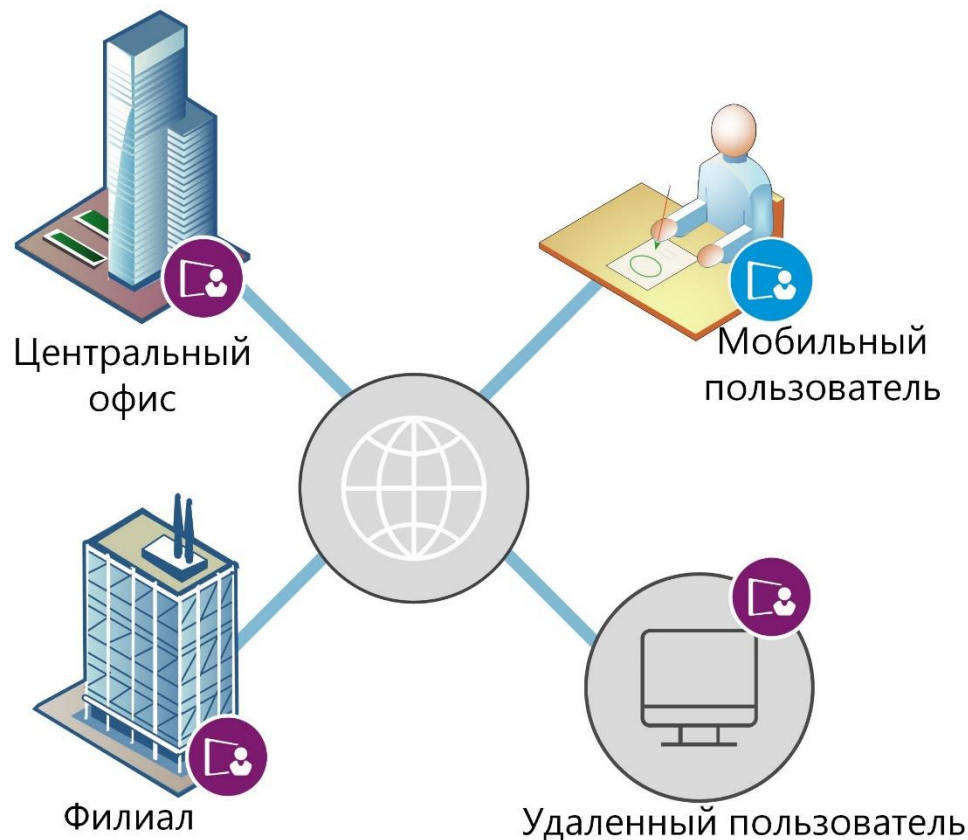 Центральный
офис
Мобильный
пользователь
Филиал
Удаленный пользователь